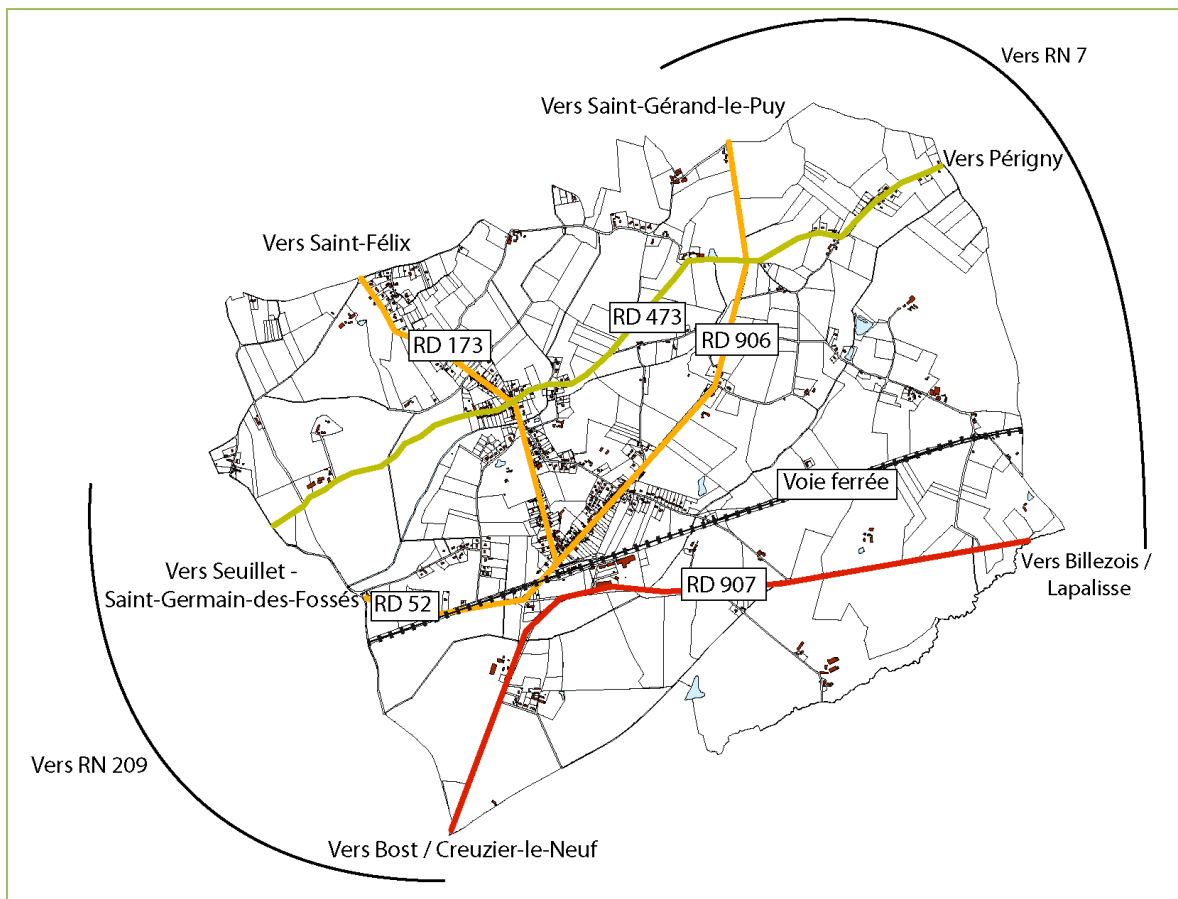 Vers RN 7
Vers Saint-Gérand-le-Puy
Vers Périgny
Vers Saint-Félix
RD 473
RD 173
RD 906
Voie ferrée
Vers Seuillet -
Saint-Germain-des-Fossés
RD 52
RD 907
Vers Billezois /
Lapalisse
Vers RN 209
Vers Bost / Creuzier-le-Neuf